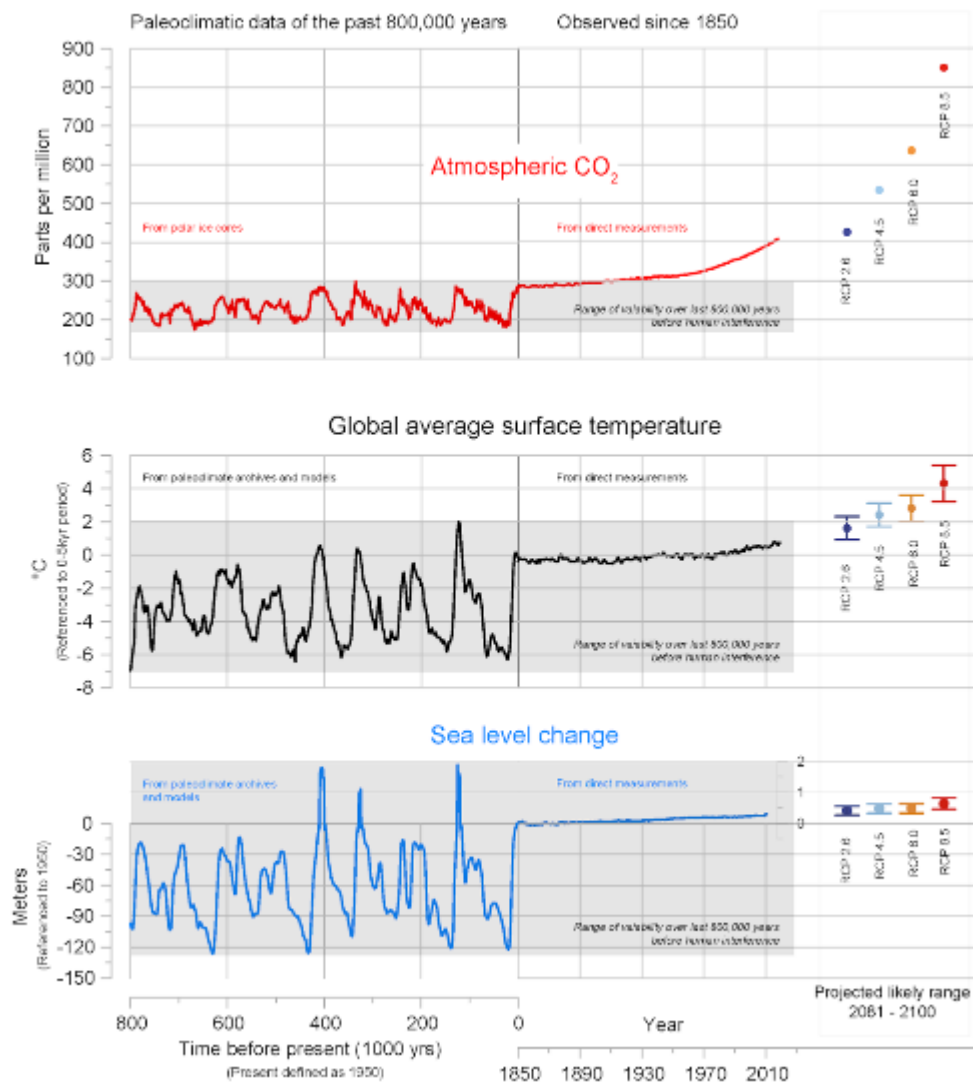 Paleoclimatic data of the past 800,000 years
Observed since 1850
900
800
700
600
500
400
300
200
100
Parts per million
Atmospheric CO2
From polar ice cores
From direct measurements
Range of variability over last 800,000 years
before human interference
RCP 2.6
RCP 4.5
RCP 6.0
RCP 8.5
Global average surface temperature
6
4
2
0
-2
-4
-6
-8
°C
(Referenced to 0-5kyr period)
From paleoclimate archives and models
From direct measurements
Range of variability over last 800,000 years
before human interference
RCP 2.6
RCP 4.5
RCP 6.0
RCP 8.5
Sea level change
From paleoclimate archives
and models
From direct measurements
2
1
0
0
-30
-60
-90
-120
-150
Meters
(Referenced to 1950)
Range of variability over last 800,000 years
before human interference
RCP 2.6
RCP 4.5
RCP 6.0
RCP 8.5
Projected likely range
2081 - 2100
800
600
400
200
0
Year
Time before present (1000 yrs)
(Present defined as 1950)
1850
1890
1930
1970
2010